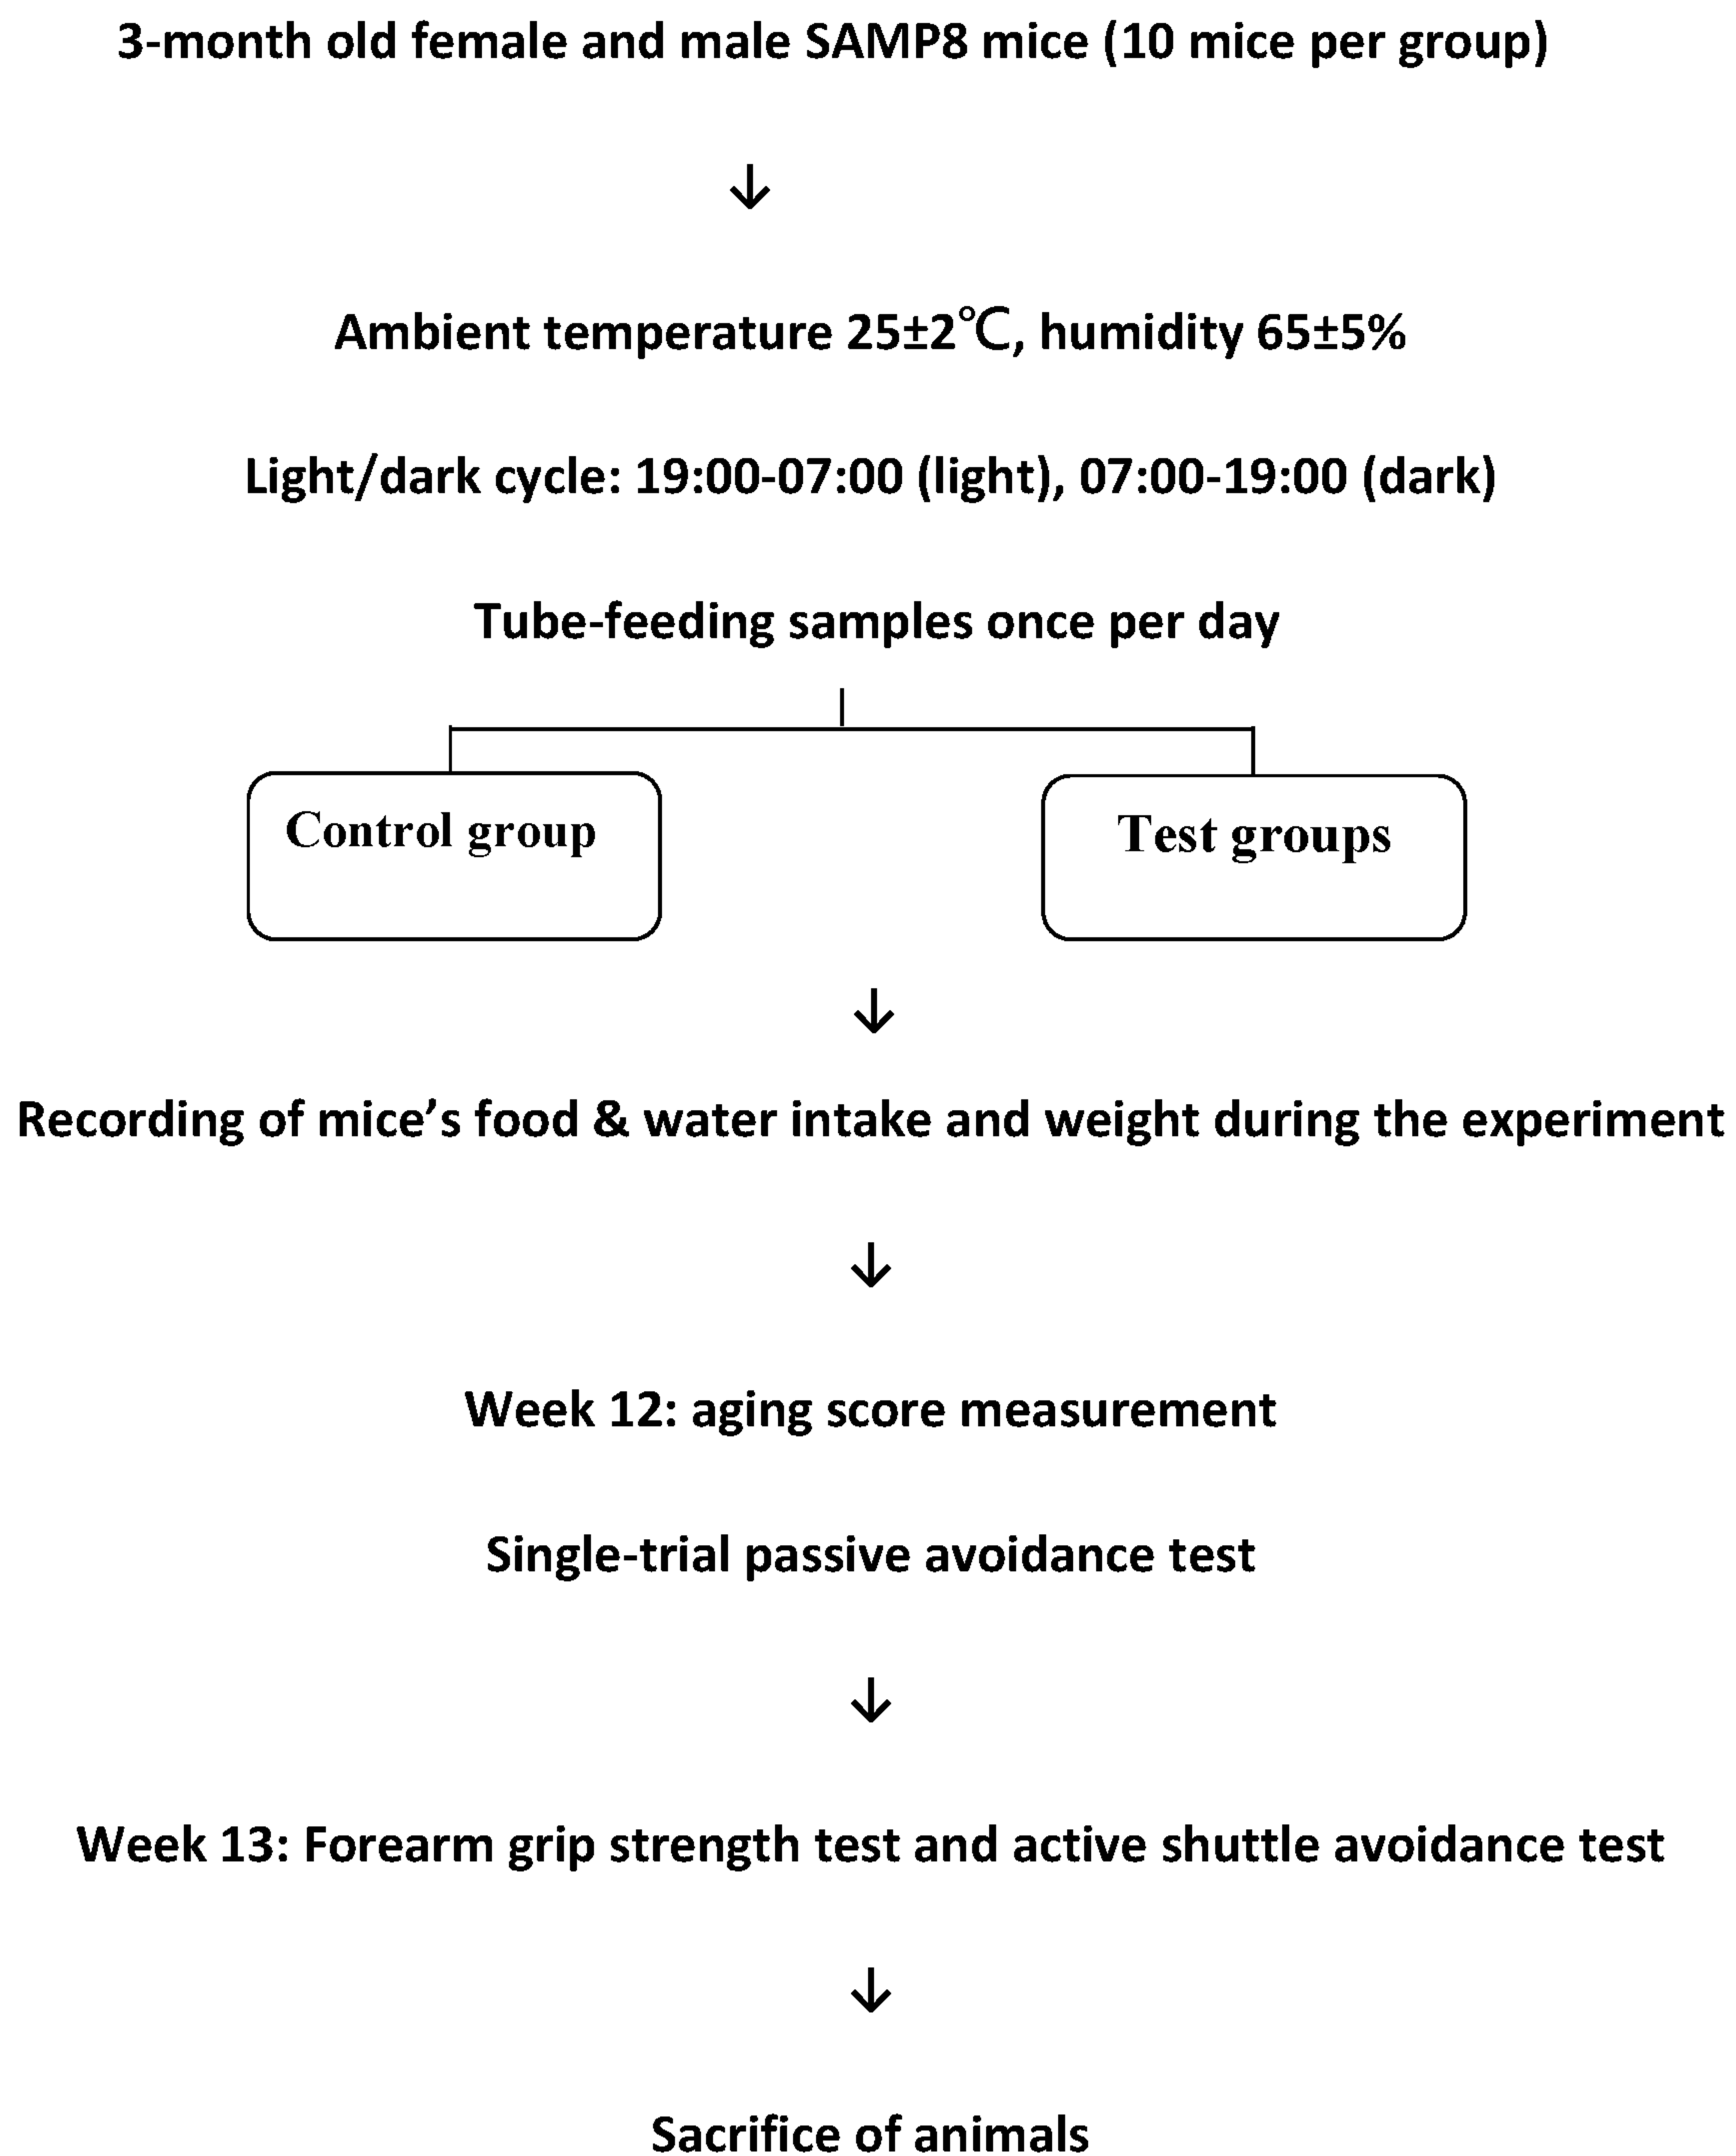 3-month old female and male SAMP8 mice (10 mice per group)
↓
Ambient temperature 25±2℃, humidity 65±5%
Light/dark cycle: 19:00-07:00 (light), 07:00-19:00 (dark)
Tube-feeding samples once per day
Control group
Test groups
↓
Recording of mice’s food & water intake and weight during the experiment
↓
Week 12: aging score measurement
Single-trial passive avoidance test
↓
Week 13: Forearm grip strength test and active shuttle avoidance test
↓
Sacrifice of animals